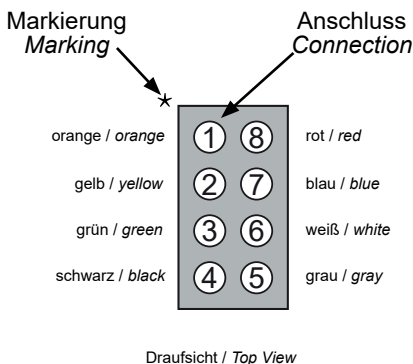 Markierung
Marking
Anschluss
Connection
orange / orange 1 8 rot / red
gelb / yellow 2 7 blau / blue
grün / green 3 6 weiß / white
schwarz / black 4 5 grau / gray
Draufsicht / Top View